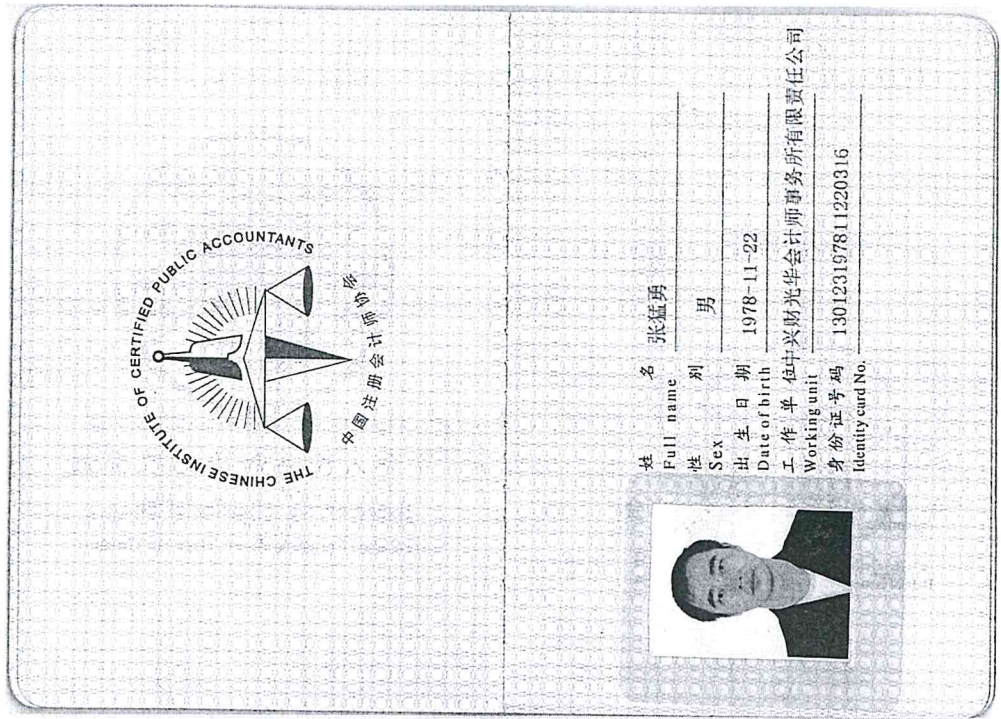 THE CHINESE INSTITUTE OF CERTIFIED PUBLIC ACCOUNTANTS
中国注册会计师协会
姓 名 张猛勇
Full name
性 别 男
Sex
出 生 日 期 1978-11-22
Date of birth
工 作 单 位 中兴财光华会计师事务所有限责任公司
Working unit
身 份 证 号 码 130123197811220316
Identity card No.